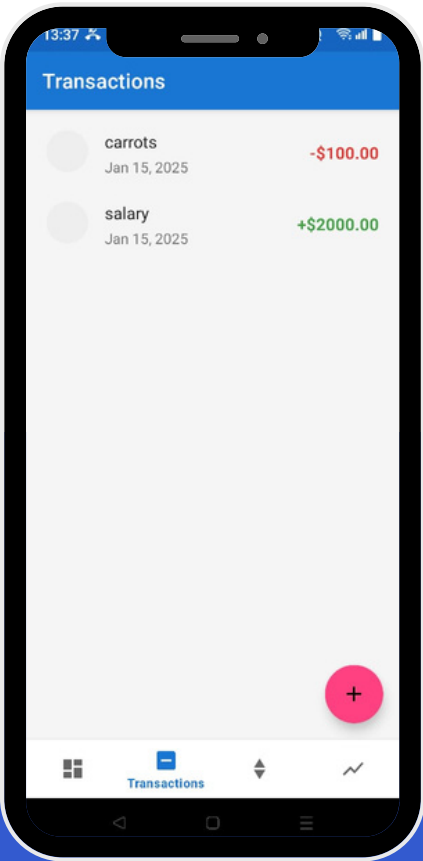 13:37
Transactions
carrots
-$100.00
Jan 15, 2025
salary
+$2000.00
Jan 15, 2025
+
Transactions